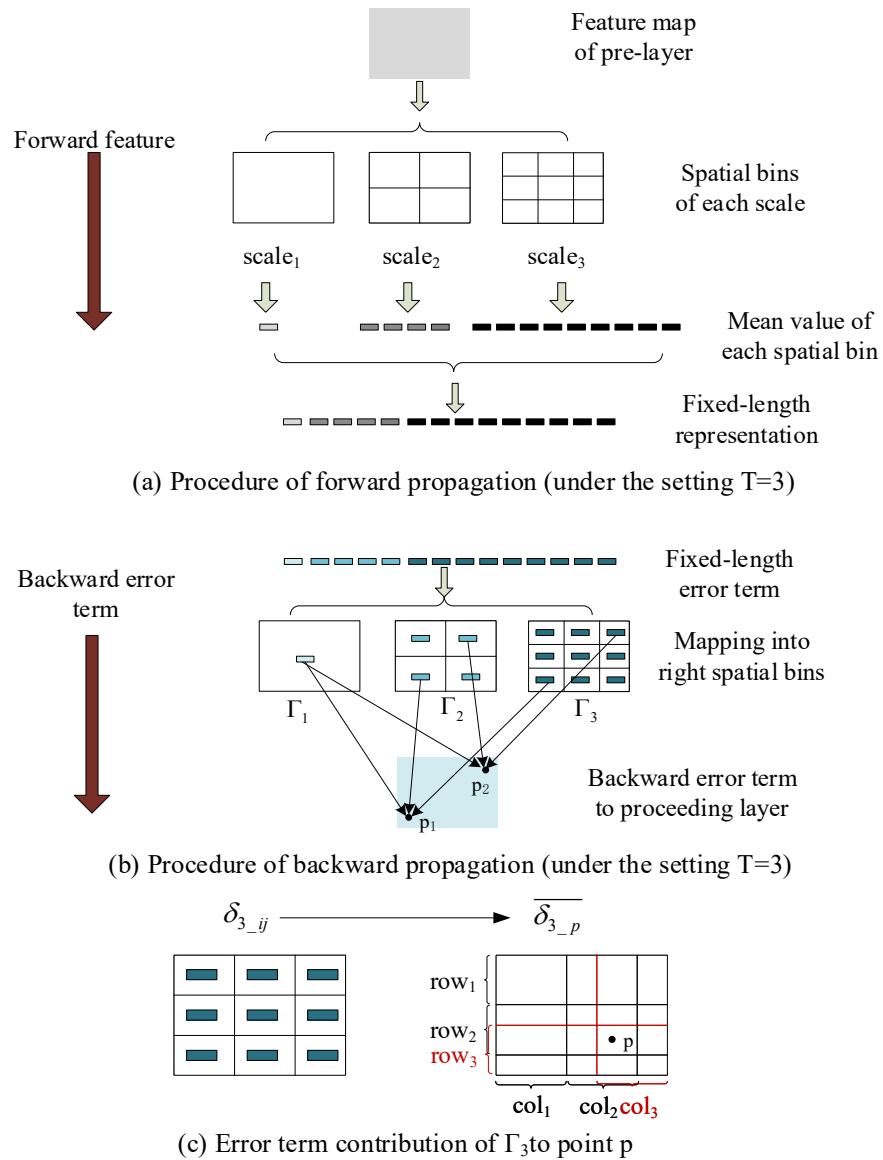 Feature map
of pre-layer
Forward feature
Spatial bins
of each scale
scale₁ scale₂ scale₃
Mean value of
each spatial bin
Fixed-length
representation
(a) Procedure of forward propagation (under the setting T=3)
Fixed-length
error term
Backward error
term
Mapping into
right spatial bins
Γ₁ Γ₂ Γ₃
p₂
p₁
Backward error term
to proceeding layer
(b) Procedure of backward propagation (under the setting T=3)
δ₃_ij δ₃_p
row₁
row₂
row₃
p
col₁ col₂col₃
(c) Error term contribution of Γ₃to point p